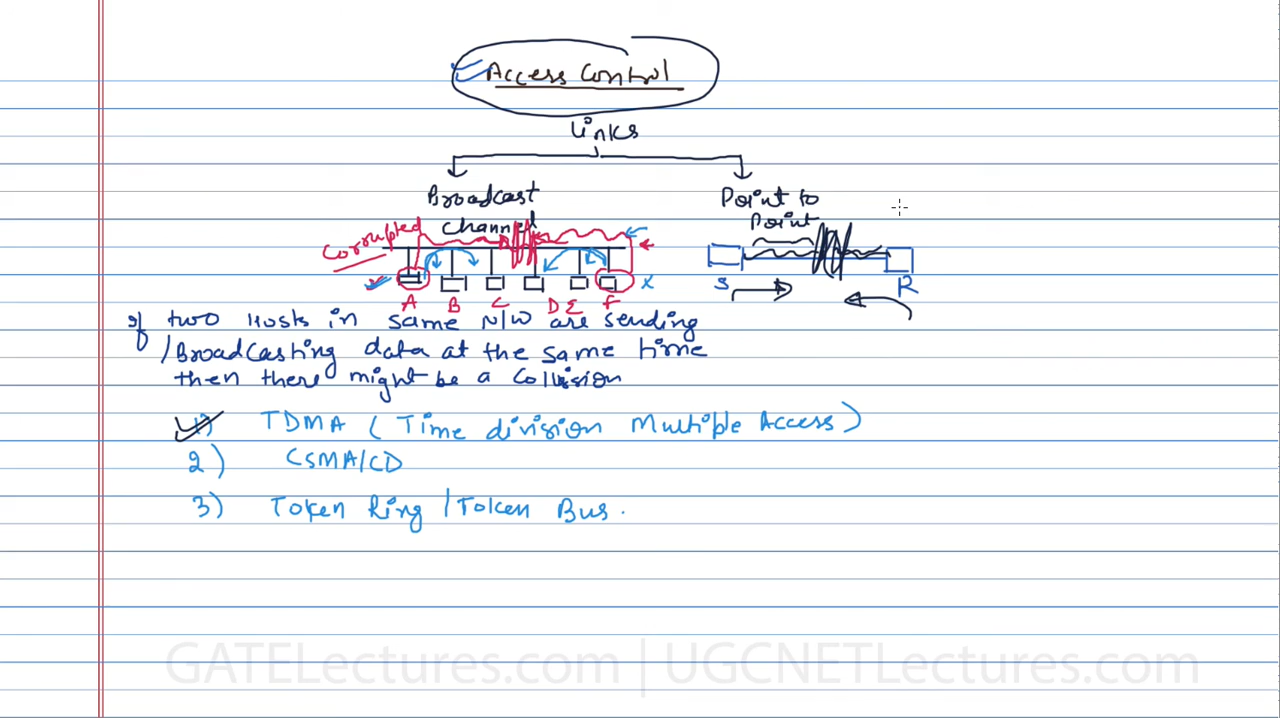 Access Control
Links
Broadcast channel
Point to Point
Corrupted
A B C D E F X
S R
If two Hosts in same N/W are sending
/Broadcasting data at the same time
then there might be a Collision
1) TDMA (Time division Multiple Access)
2) CSMA/CD
3) Token Ring / Token Bus.
GATELectures.com | UGCNETLectures.com